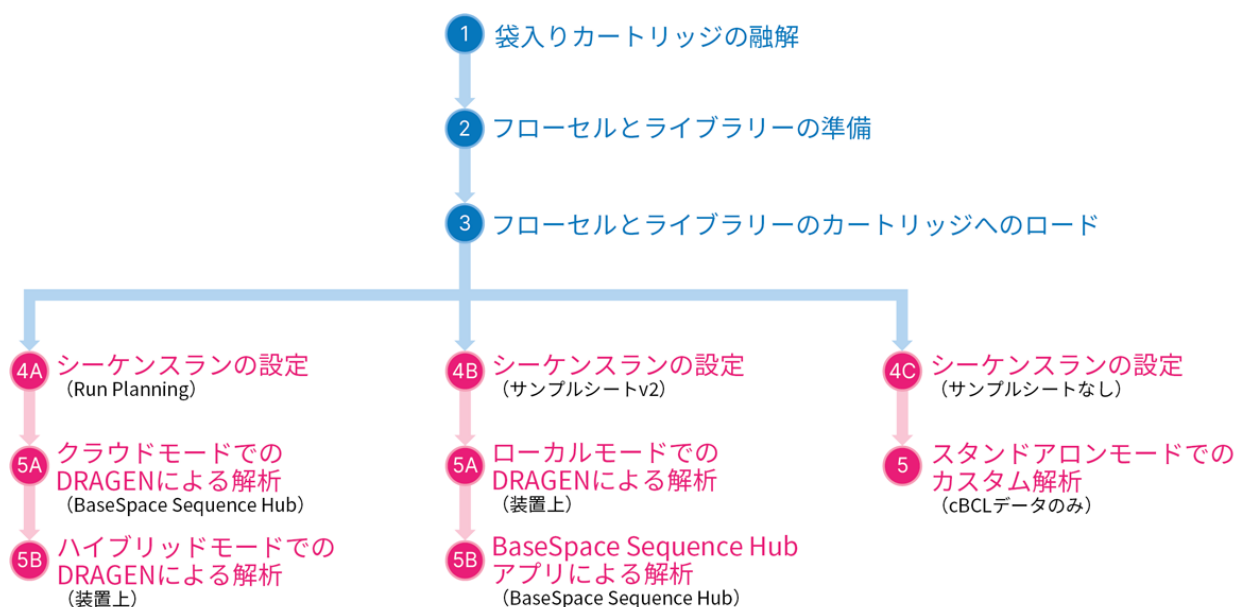 1 袋入りカートリッジの融解
2 フローセルとライブラリーの準備
3 フローセルとライブラリーのカートリッジへのロード
4A シーケンスランの設定
（Run Planning）
5A クラウドモードでの
DRAGENによる解析
（BaseSpace Sequence Hub）
5B ハイブリッドモードでの
DRAGENによる解析
（装置上）
4B シーケンスランの設定
（サンプルシートv2）
5A ローカルモードでの
DRAGENによる解析
（装置上）
5B BaseSpace Sequence Hub
アプリによる解析
（BaseSpace Sequence Hub）
4C シーケンスランの設定
（サンプルシートなし）
5 スタンドアロンモードでの
カスタム解析
（cBCLデータのみ）